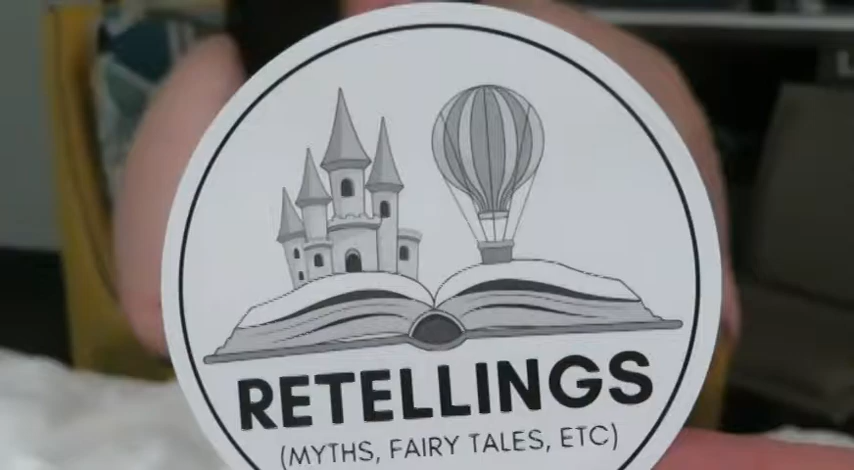 RETELLINGS
(MYTHS, FAIRY TALES, ETC)